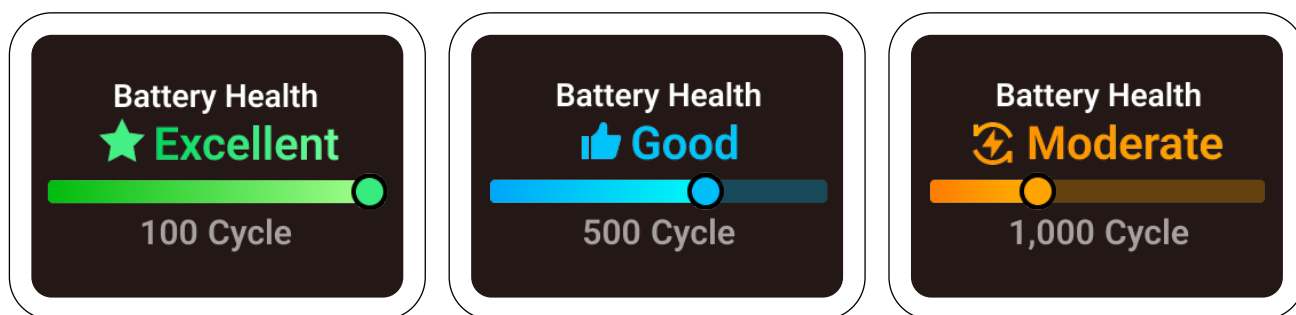 Battery Health
Excellent
100 Cycle
Battery Health
Good
500 Cycle
Battery Health
Moderate
1,000 Cycle